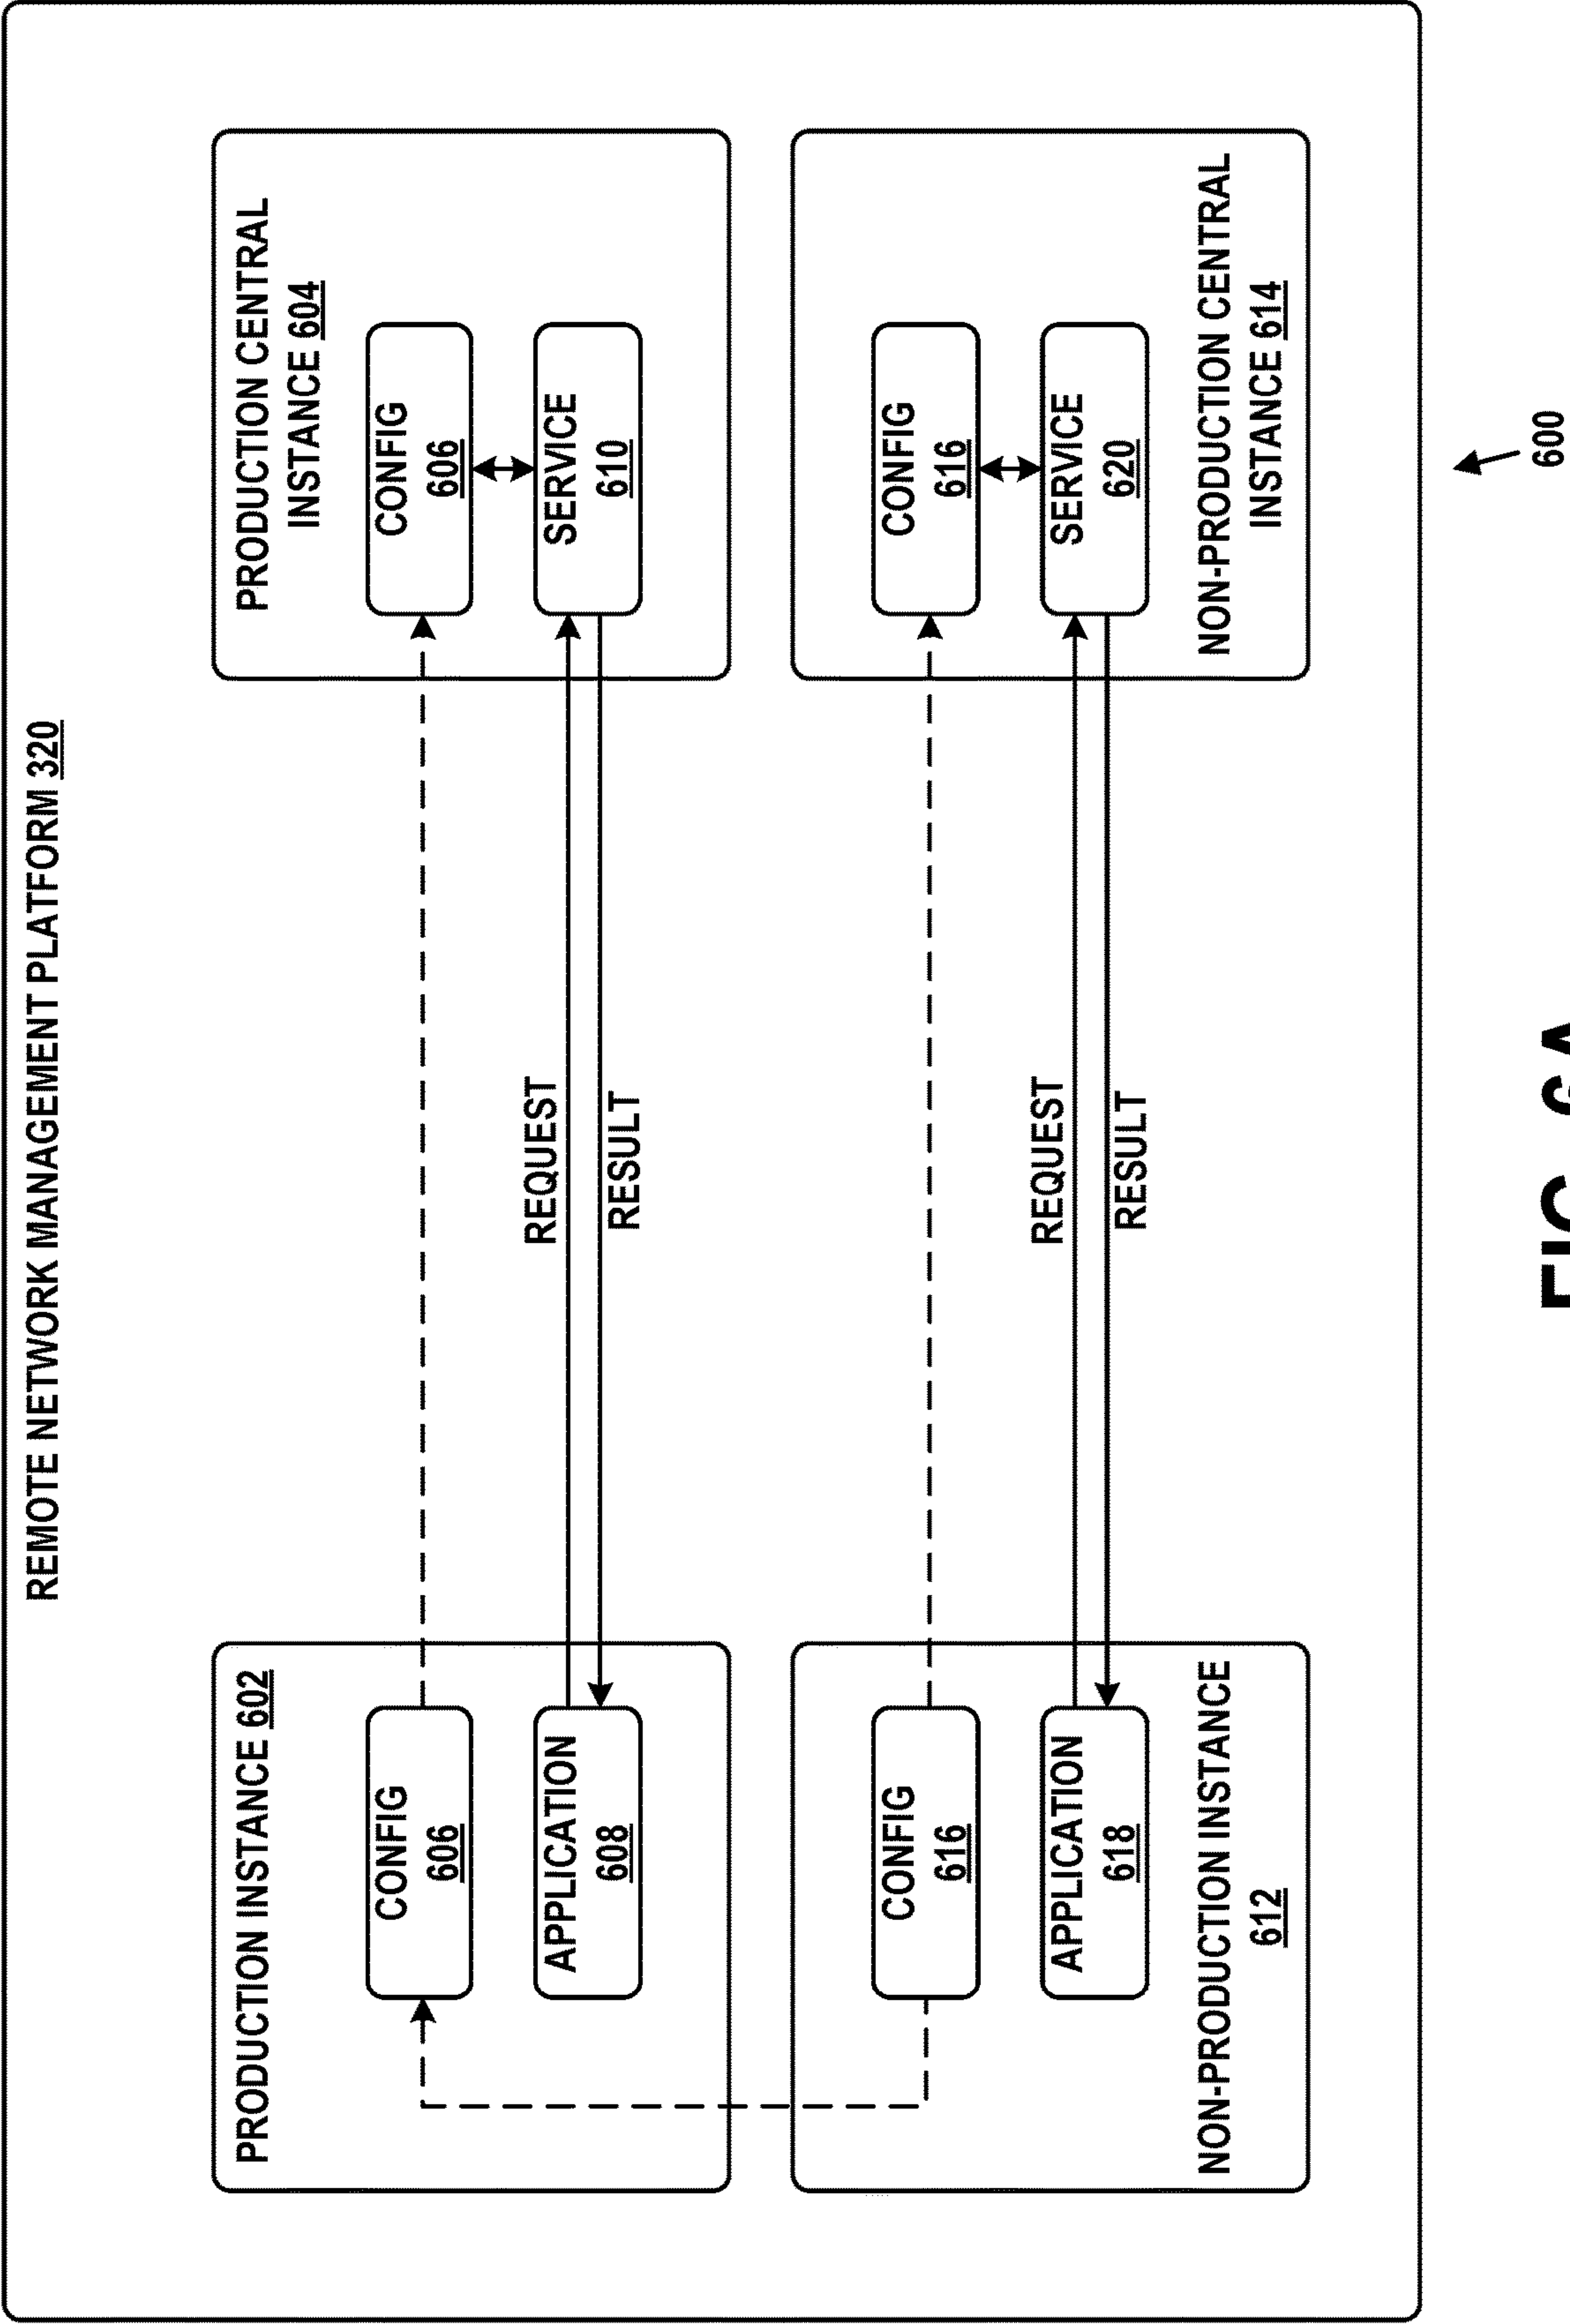 REMOTE NETWORK MANAGEMENT PLATFORM 320
PRODUCTION INSTANCE 602
CONFIG
606
APPLICATION
608
REQUEST
RESULT
PRODUCTION CENTRAL
INSTANCE 604
CONFIG
606
SERVICE
610
CONFIG
616
APPLICATION
618
NON-PRODUCTION INSTANCE
612
REQUEST
RESULT
CONFIG
616
SERVICE
620
NON-PRODUCTION CENTRAL
INSTANCE 614
600
FIG. 6A